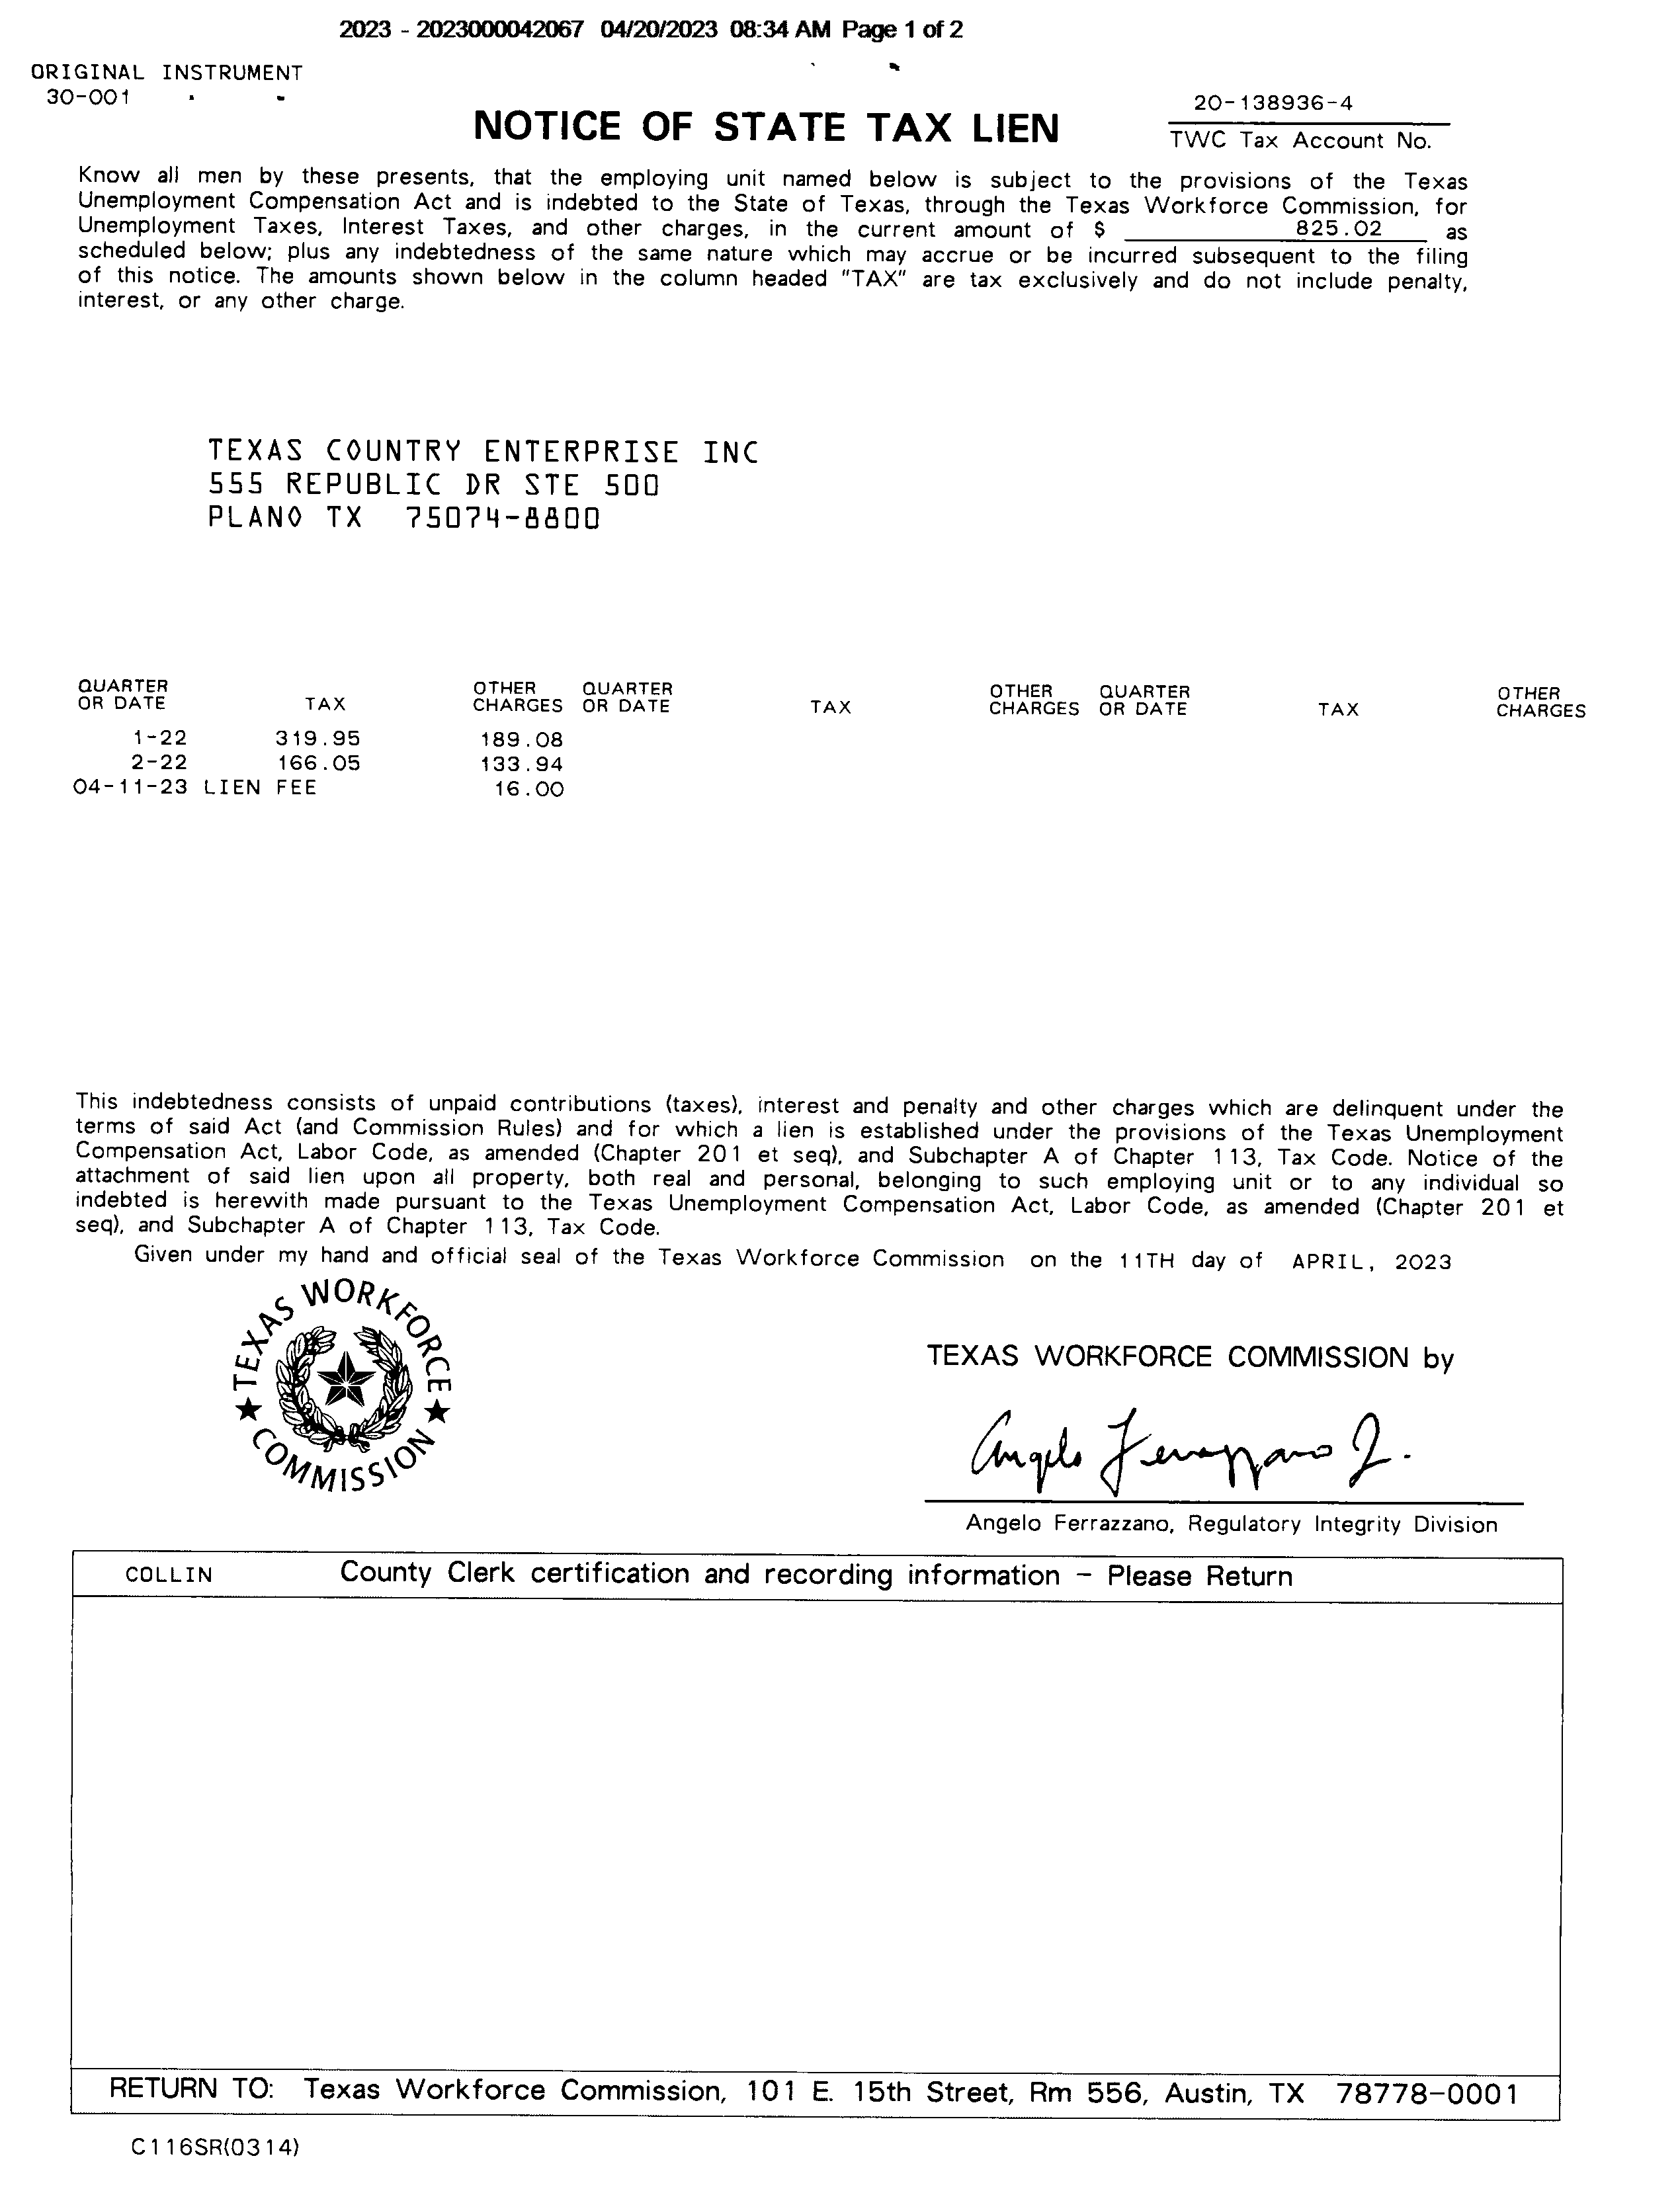 2023 - 2023000042067 04/20/2023 08:34 AM Page 1 of 2
ORIGINAL INSTRUMENT
30-001
20-138936-4
NOTICE OF STATE TAX LIEN
TWC Tax Account No.
Know all men by these presents, that the employing unit named below is subject to the provisions of the Texas
Unemployment Compensation Act and is indebted to the State of Texas, through the Texas Workforce Commission, for
Unemployment Taxes, Interest Taxes, and other charges, in the current amount of $ 825.02 as
scheduled below; plus any indebtedness of the same nature which may accrue or be incurred subsequent to the filing
of this notice. The amounts shown below in the column headed "TAX" are tax exclusively and do not include penalty,
interest, or any other charge.
TEXAS COUNTRY ENTERPRISE INC
555 REPUBLIC DR STE 500
PLANO TX 75074-8800
QUARTER OTHER QUARTER OTHER QUARTER OTHER
OR DATE TAX CHARGES OR DATE TAX CHARGES OR DATE TAX CHARGES
1-22 319.95 189.08
2-22 166.05 133.94
04-11-23 LIEN FEE 16.00
This indebtedness consists of unpaid contributions (taxes), interest and penalty and other charges which are delinquent under the
terms of said Act (and Commission Rules) and for which a lien is established under the provisions of the Texas Unemployment
Compensation Act, Labor Code, as amended (Chapter 201 et seq), and Subchapter A of Chapter 113, Tax Code. Notice of the
attachment of said lien upon all property, both real and personal, belonging to such employing unit or to any individual so
indebted is herewith made pursuant to the Texas Unemployment Compensation Act, Labor Code, as amended (Chapter 201 et
seq), and Subchapter A of Chapter 113, Tax Code.
Given under my hand and official seal of the Texas Workforce Commission on the 11TH day of APRIL, 2023
TEXAS WORKFORCE COMMISSION
TEXAS WORKFORCE COMMISSION by
Angelo Ferrazzano Jr.
Angelo Ferrazzano, Regulatory Integrity Division
COLLIN County Clerk certification and recording information - Please Return
RETURN TO: Texas Workforce Commission, 101 E. 15th Street, Rm 556, Austin, TX 78778-0001
C116SR(0314)